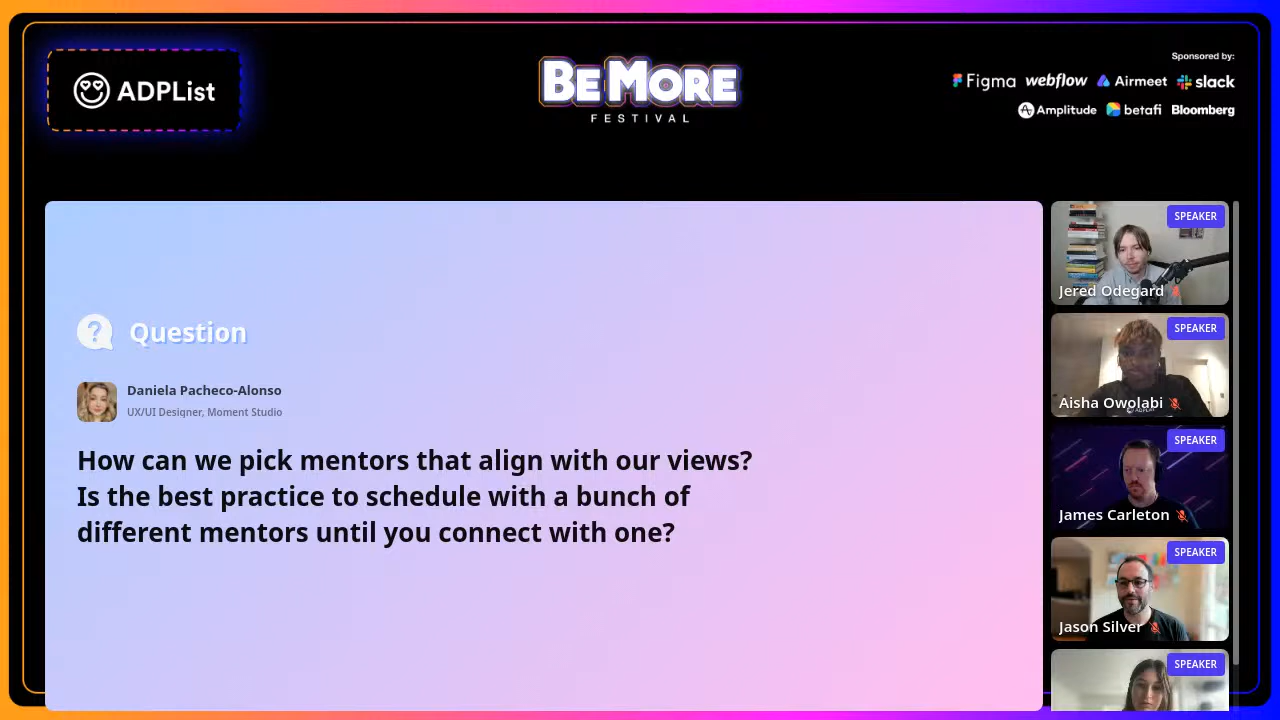 ADPList
BE MORE
FESTIVAL
Sponsored by:
Figma webflow Airmeet slack
Amplitude betafi Bloomberg
Question
Daniela Pacheco-Alonso
UX/UI Designer, Moment Studio
How can we pick mentors that align with our views?
Is the best practice to schedule with a bunch of
different mentors until you connect with one?
SPEAKER
Jered Odegard
SPEAKER
Aisha Owolabi
SPEAKER
James Carleton
SPEAKER
Jason Silver
SPEAKER